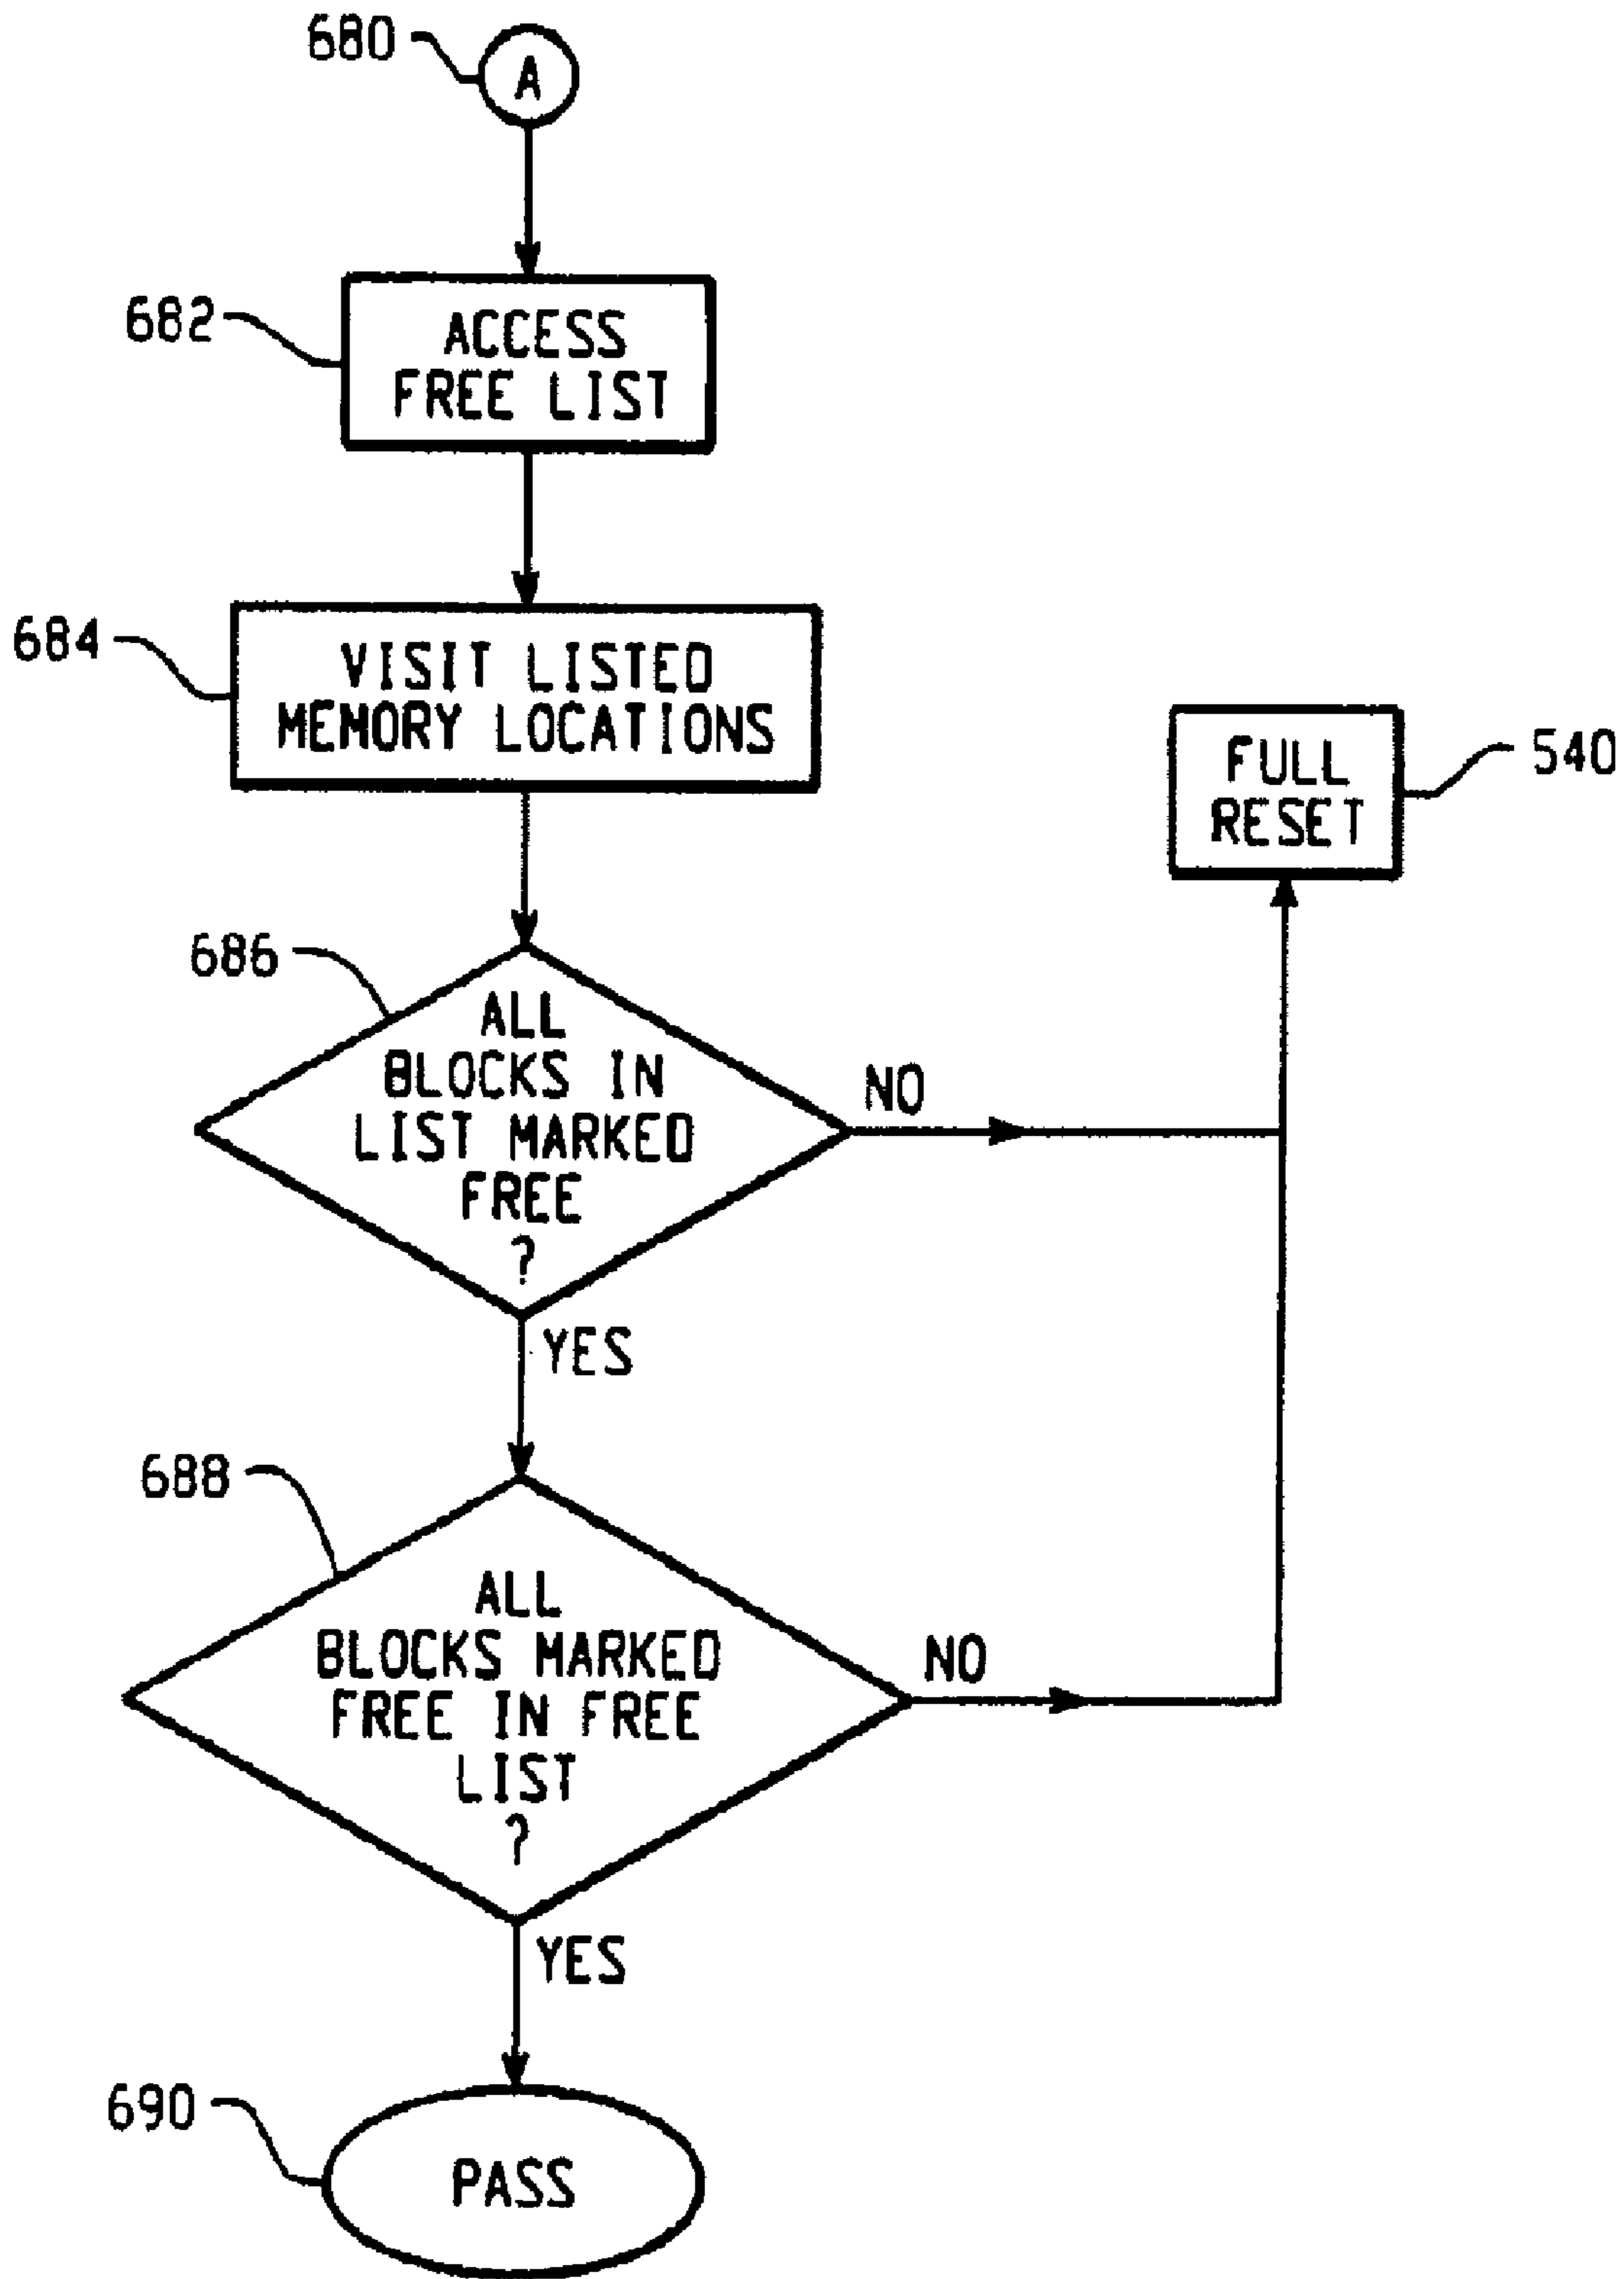 680
A
682
ACCESS
FREE LIST
684
VISIT LISTED
MEMORY LOCATIONS
FULL
RESET
540
686
ALL
BLOCKS IN
LIST MARKED
FREE
?
NO
YES
688
ALL
BLOCKS MARKED
FREE IN FREE
LIST
?
NO
YES
690
PASS